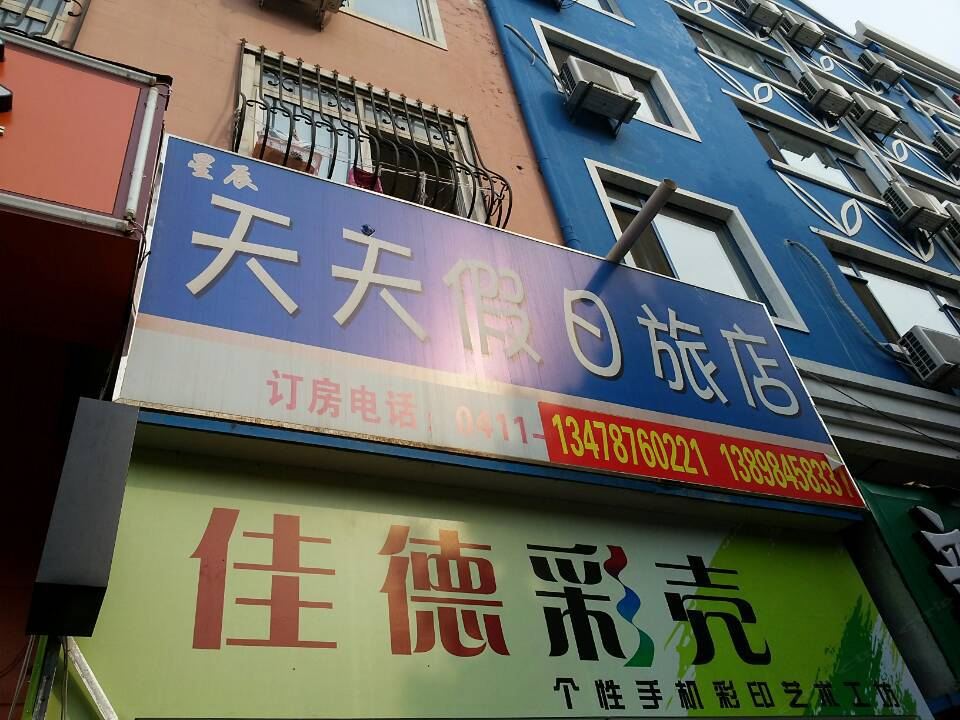 星辰
天天假日旅店
订房电话：0411-
13478760221 13898458331
佳德彩壳
个性手机彩印艺术工坊